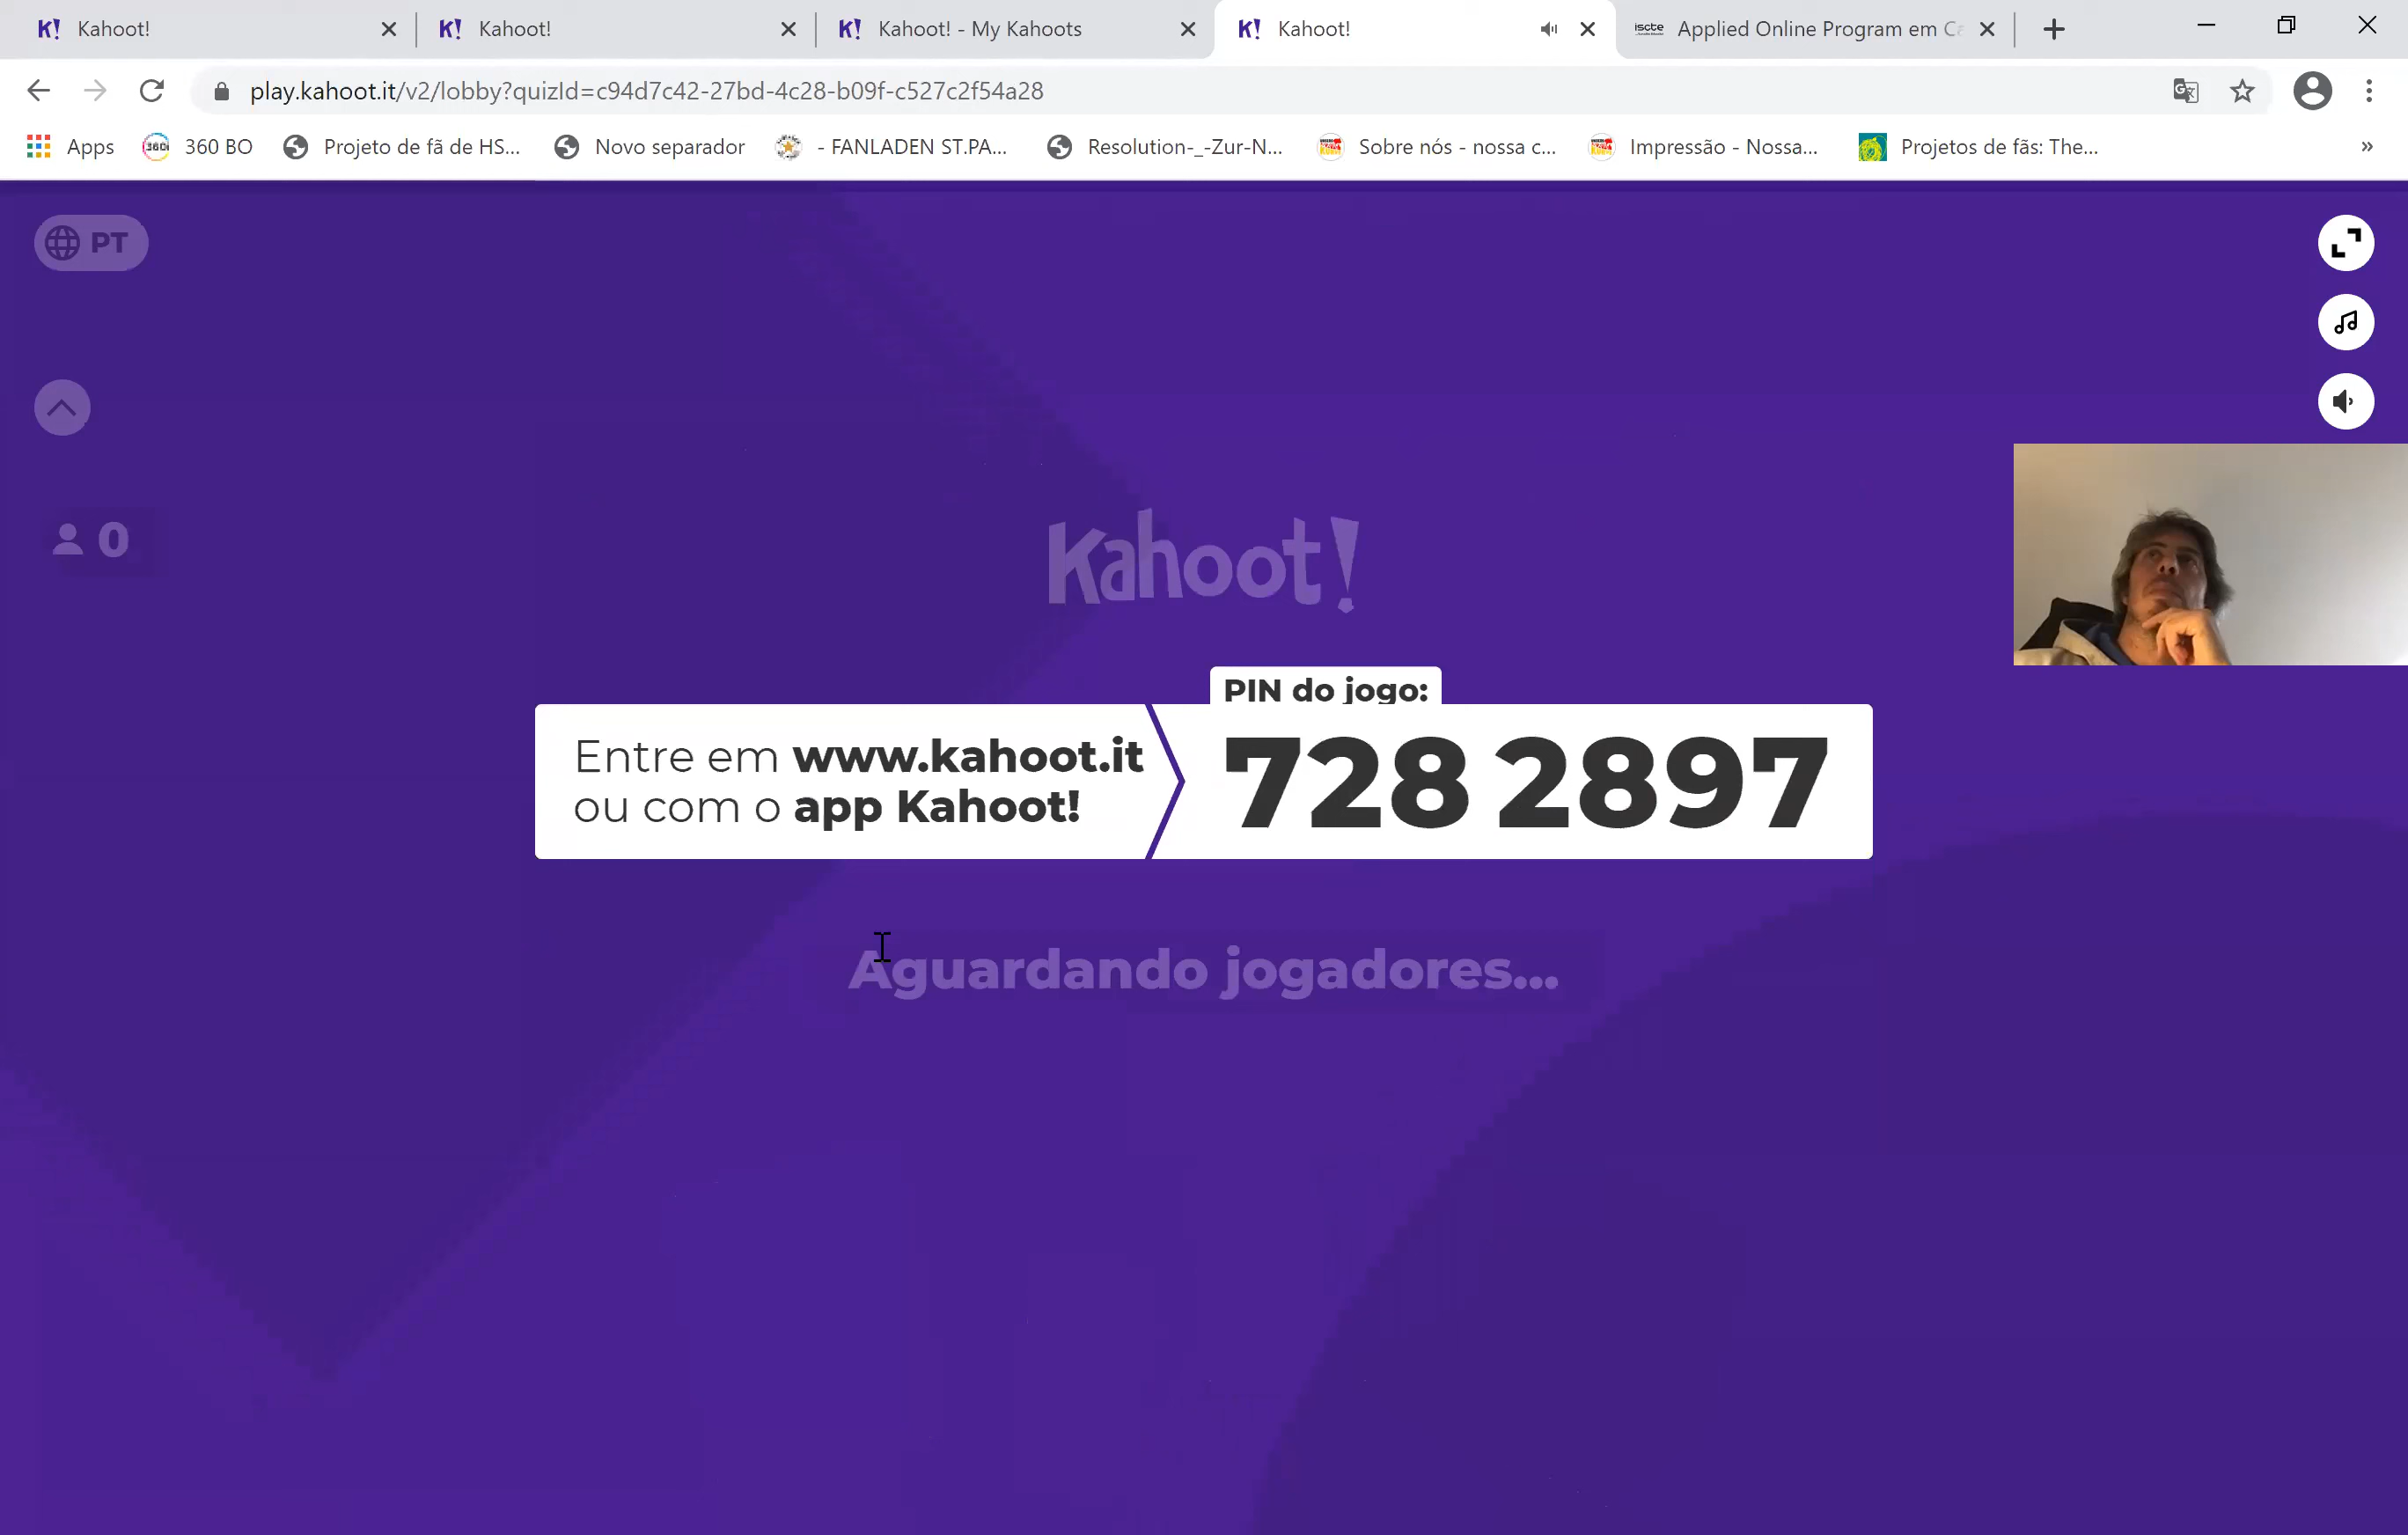 Kahoot!
Kahoot!
Kahoot! - My Kahoots
Kahoot!
iscte
Applied Online Program em Ca
play.kahoot.it/v2/lobby?quizId=c94d7c42-27bd-4c28-b09f-c527c2f54a28
Apps
360 BO
Projeto de fã de HS...
Novo separador
- FANLADEN ST.PA...
Resolution-_-Zur-N...
Sobre nós - nossa c...
Impressão - Nossa...
Projetos de fãs: The...
»
PT
0
Kahoot!
PIN do jogo:
Entre em www.kahoot.it
ou com o app Kahoot!
728 2897
Aguardando jogadores...